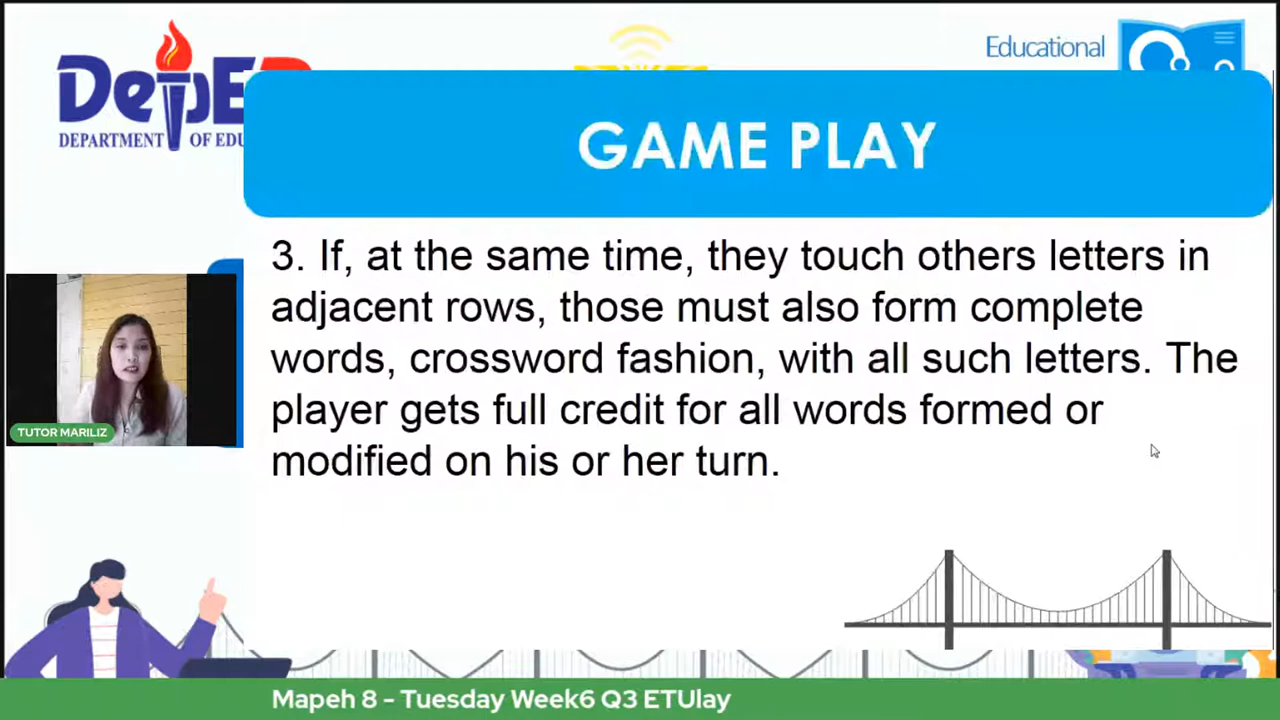 DepED
DEPARTMENT OF EDU
Educational
GAME PLAY
3. If, at the same time, they touch others letters in
adjacent rows, those must also form complete
words, crossword fashion, with all such letters. The
player gets full credit for all words formed or
modified on his or her turn.
TUTOR MARILIZ
Mapeh 8 - Tuesday Week6 Q3 ETUlay